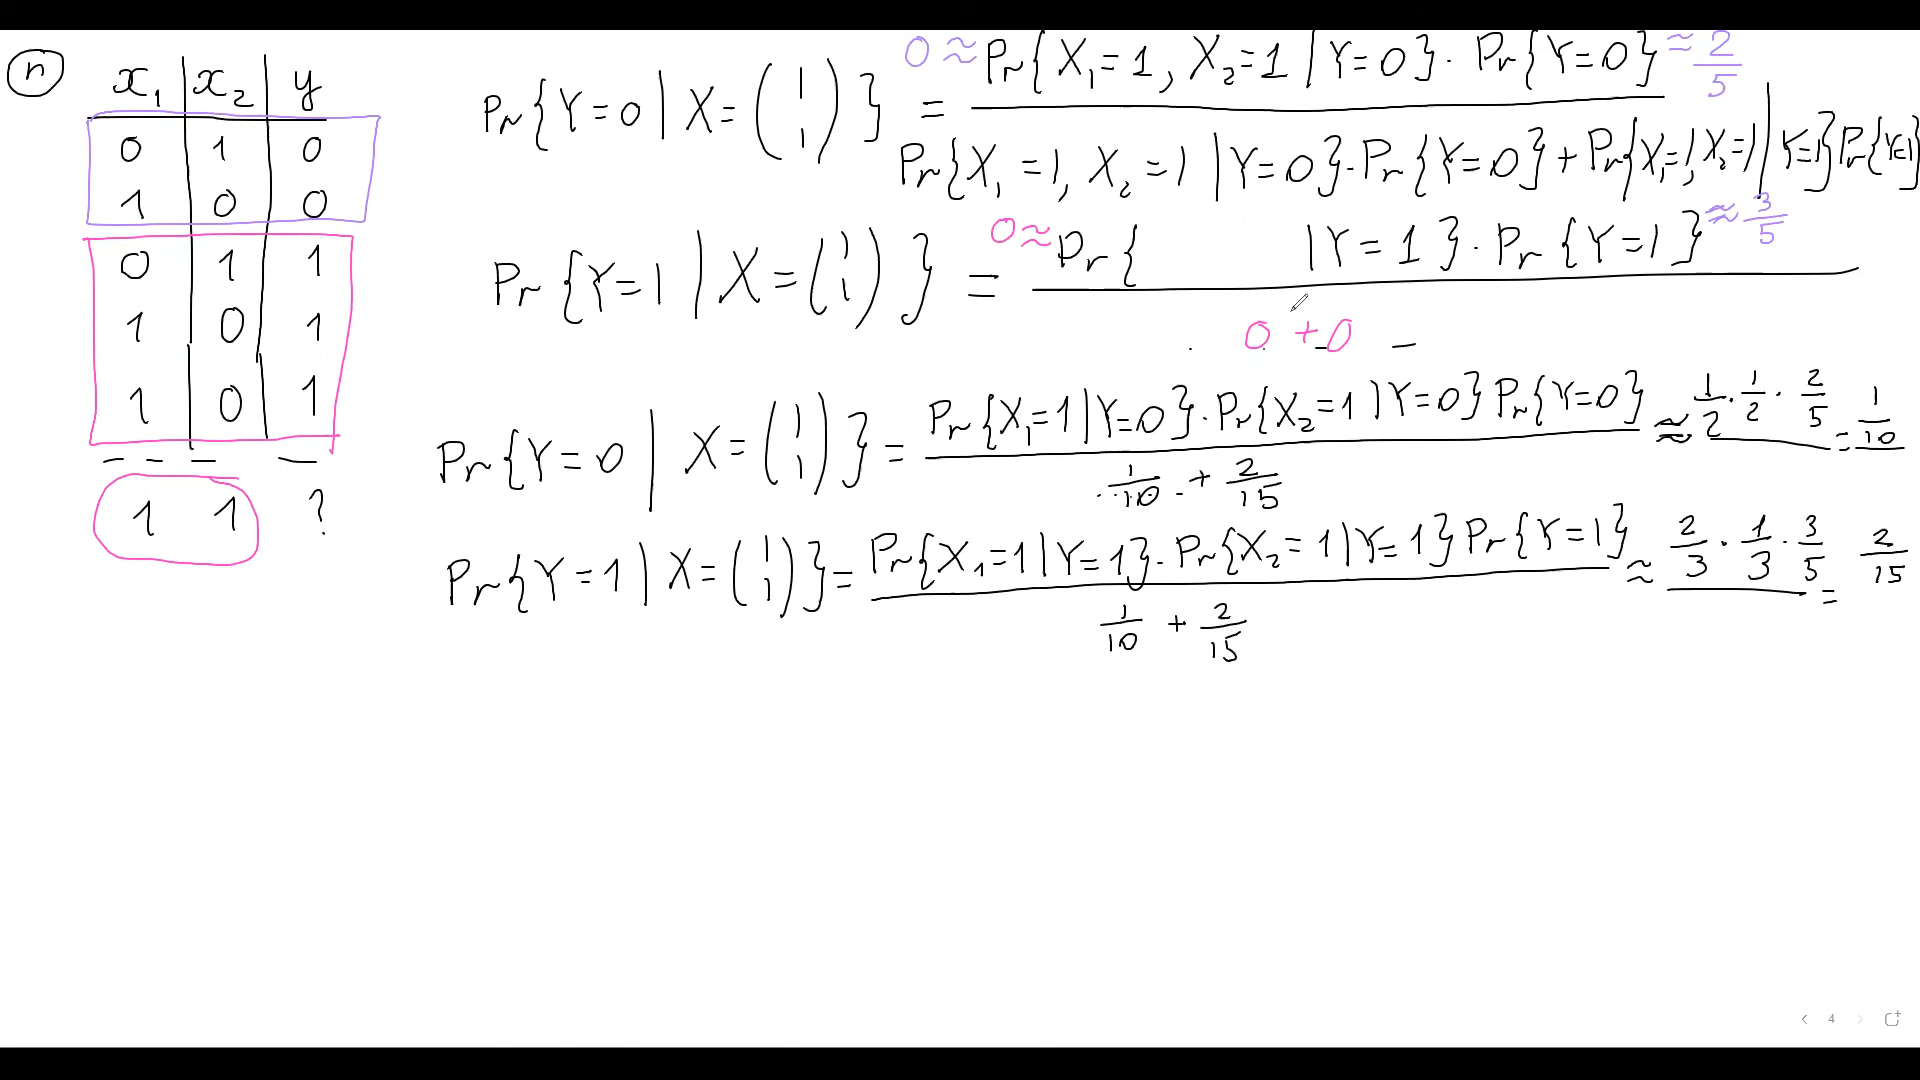 n
x₁ | x₂ | y
0 1 0
1 0 0
0 1 1
1 0 1
1 0 1
1 1 ?
Pr{Y=0 | X=(1 1)} = 0 ≈ Pr{X₁=1, X₂=1 | Y=0} · Pr{Y=0} ≈ 2/5
Pr{X₁=1, X₂=1 | Y=0} · Pr{Y=0} + Pr{X₁=1, X₂=1 | Y=1} Pr{Y=1}
Pr{Y=1 | X=(1 1)} = 0 ≈ Pr{ | Y=1} · Pr{Y=1} ≈ 3/5
0 + 0
Pr{Y=0 | X=(1 1)} = Pr{X₁=1 | Y=0} · Pr{X₂=1 | Y=0} Pr{Y=0} ≈ 1/2 · 1/2 · 2/5 = 1/10
1/10 + 2/15
Pr{Y=1 | X=(1 1)} = Pr{X₁=1 | Y=1} · Pr{X₂=1 | Y=1} Pr{Y=1} ≈ 2/3 · 1/3 · 3/5 = 2/15
1/10 + 2/15
4